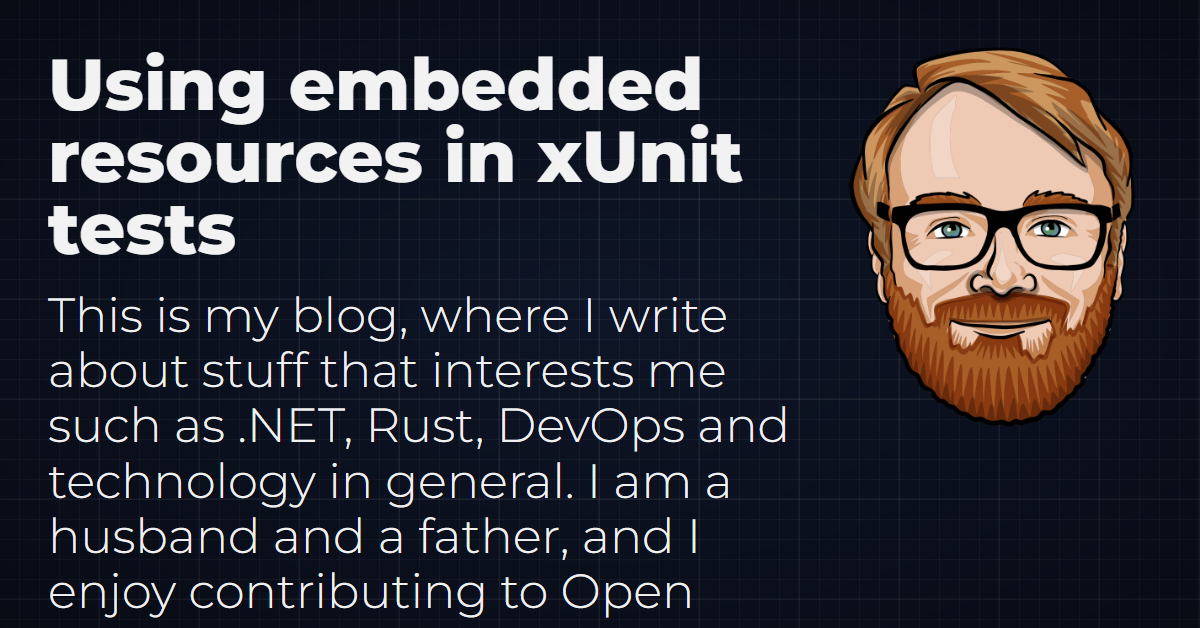 Using embedded
resources in xUnit
tests
This is my blog, where I write
about stuff that interests me
such as .NET, Rust, DevOps and
technology in general. I am a
husband and a father, and I
enjoy contributing to Open